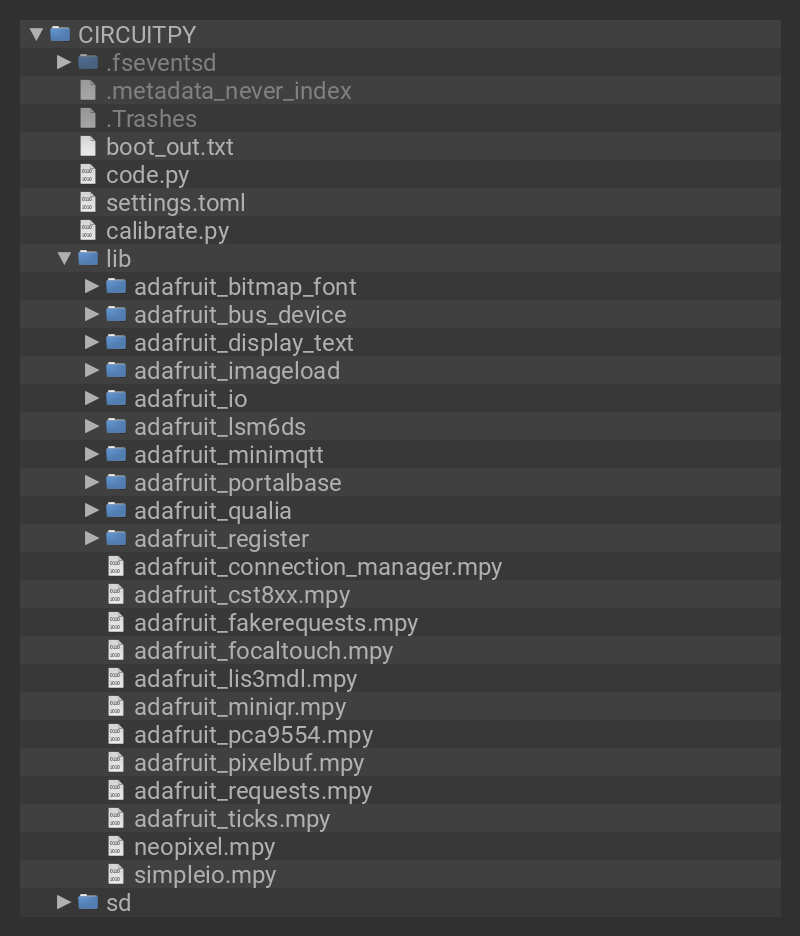 CIRCUITPY
.fseventsd
.metadata_never_index
.Trashes
boot_out.txt
code.py
settings.toml
calibrate.py
lib
adafruit_bitmap_font
adafruit_bus_device
adafruit_display_text
adafruit_imageload
adafruit_io
adafruit_lsm6ds
adafruit_minimqtt
adafruit_portalbase
adafruit_qualia
adafruit_register
adafruit_connection_manager.mpy
adafruit_cst8xx.mpy
adafruit_fakerequests.mpy
adafruit_focaltouch.mpy
adafruit_lis3mdl.mpy
adafruit_miniqr.mpy
adafruit_pca9554.mpy
adafruit_pixelbuf.mpy
adafruit_requests.mpy
adafruit_ticks.mpy
neopixel.mpy
simpleio.mpy
sd